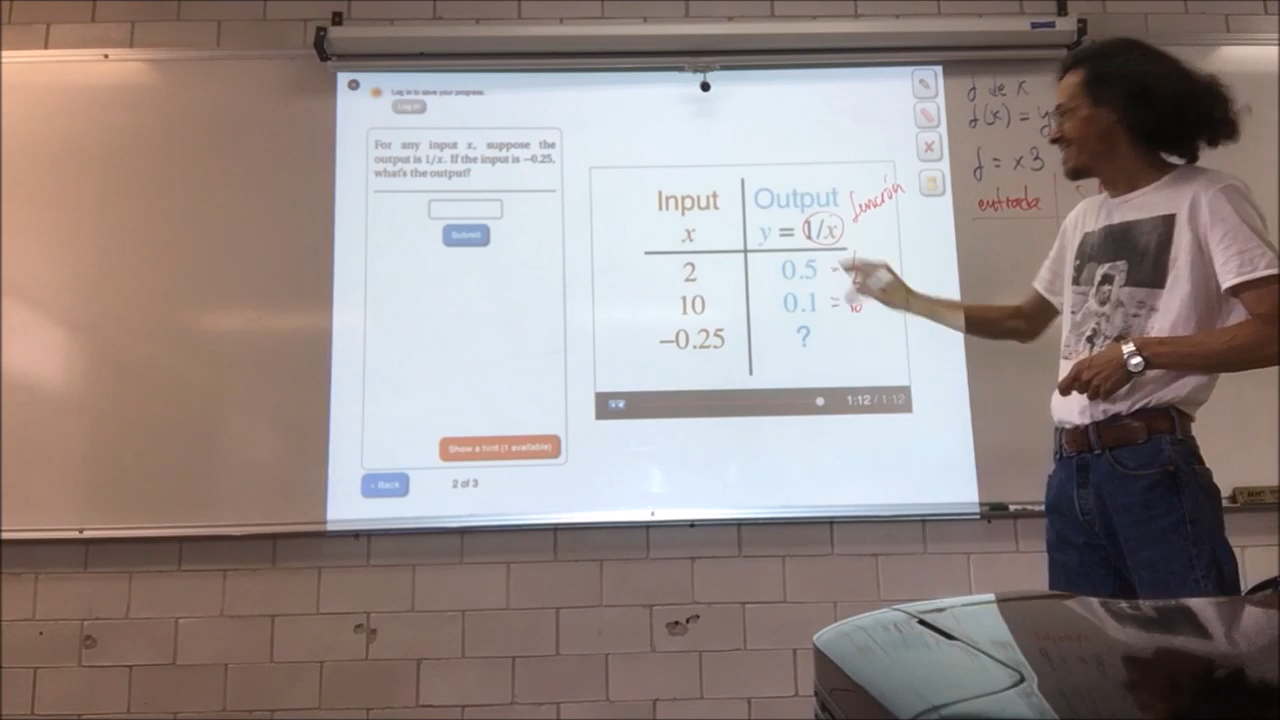 Log in to save your progress.
Log in
For any input x, suppose the
output is 1/x. If the input is −0.25,
what's the output?
Submit
Show a hint (1 available)
< Back
2 of 3
Input
x
Output
y = 1/x
función
2
0.5
10
0.1 = 10
−0.25
?
1:12 / 1:12
f de x
f(x) = y
f = x3
entrada